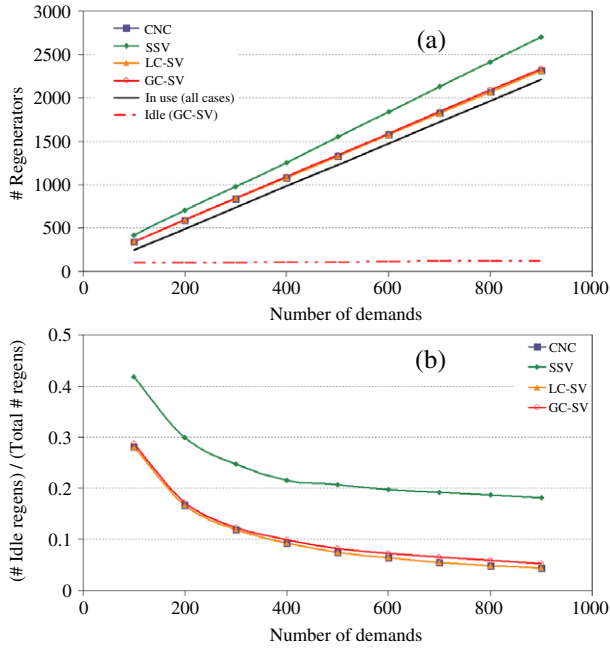 3000
2500
2000
1500
1000
500
0
# Regenerators
CNC
SSV
LC-SV
GC-SV
In use (all cases)
Idle (GC-SV)
(a)
0 200 400 600 800 1000
Number of demands
0.5
0.4
0.3
0.2
0.1
0
(# Idle regens) / (Total # regens)
(b)
CNC
SSV
LC-SV
GC-SV
0 200 400 600 800 1000
Number of demands